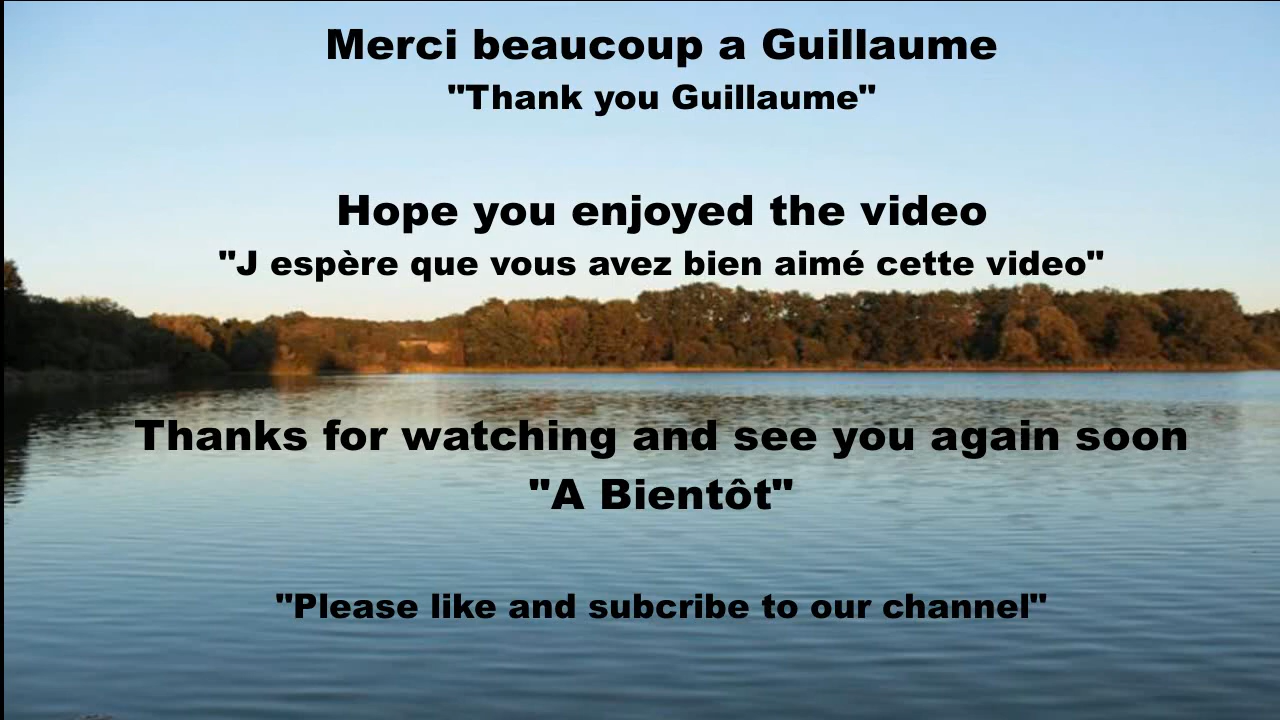 Merci beaucoup a Guillaume
"Thank you Guillaume"
Hope you enjoyed the video
"J espère que vous avez bien aimé cette video"
Thanks for watching and see you again soon
"A Bientôt"
"Please like and subcribe to our channel"